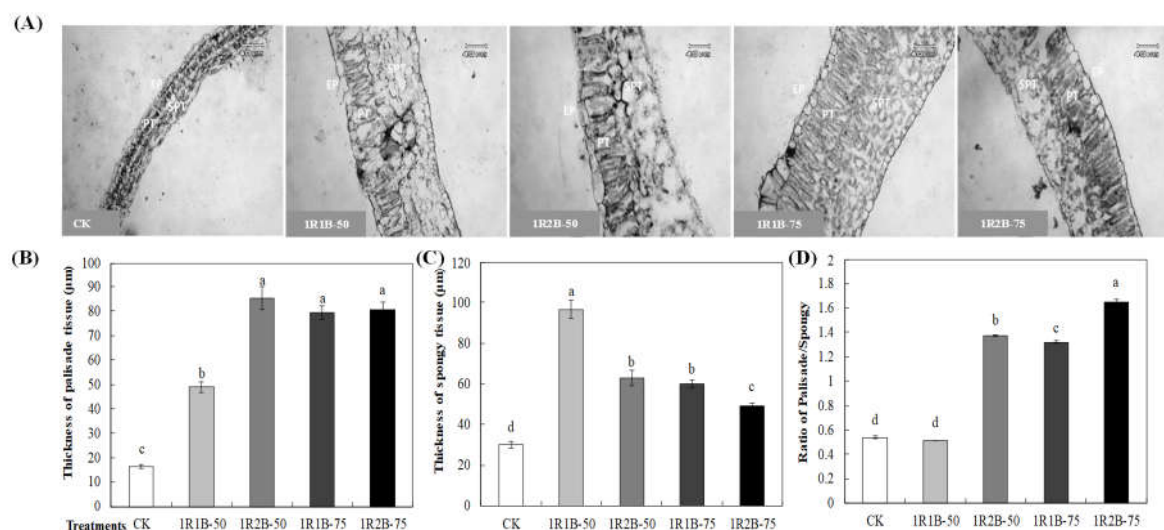 (A)
EP
SPT
PT
CK
EP
SPT
PT
1R1B-50
EP
SPT
PT
1R2B-50
EP
PT
SPT
1R1B-75
SPT
PT
EP
1R2B-75
(B)
Thickness of palisade tissue (μm)
100
90
80
70
60
50
40
30
20
10
0
c
b
a
a
a
Treatments
CK 1R1B-50 1R2B-50 1R1B-75 1R2B-75
(C)
Thickness of spongy tissue (μm)
120
100
80
60
40
20
0
d
a
b
b
c
CK 1R1B-50 1R2B-50 1R1B-75 1R2B-75
(D)
Ratio of Palisade/Spongy
2
1.8
1.6
1.4
1.2
1
0.8
0.6
0.4
0.2
0
d
d
b
c
a
CK 1R1B-50 1R2B-50 1R1B-75 1R2B-75